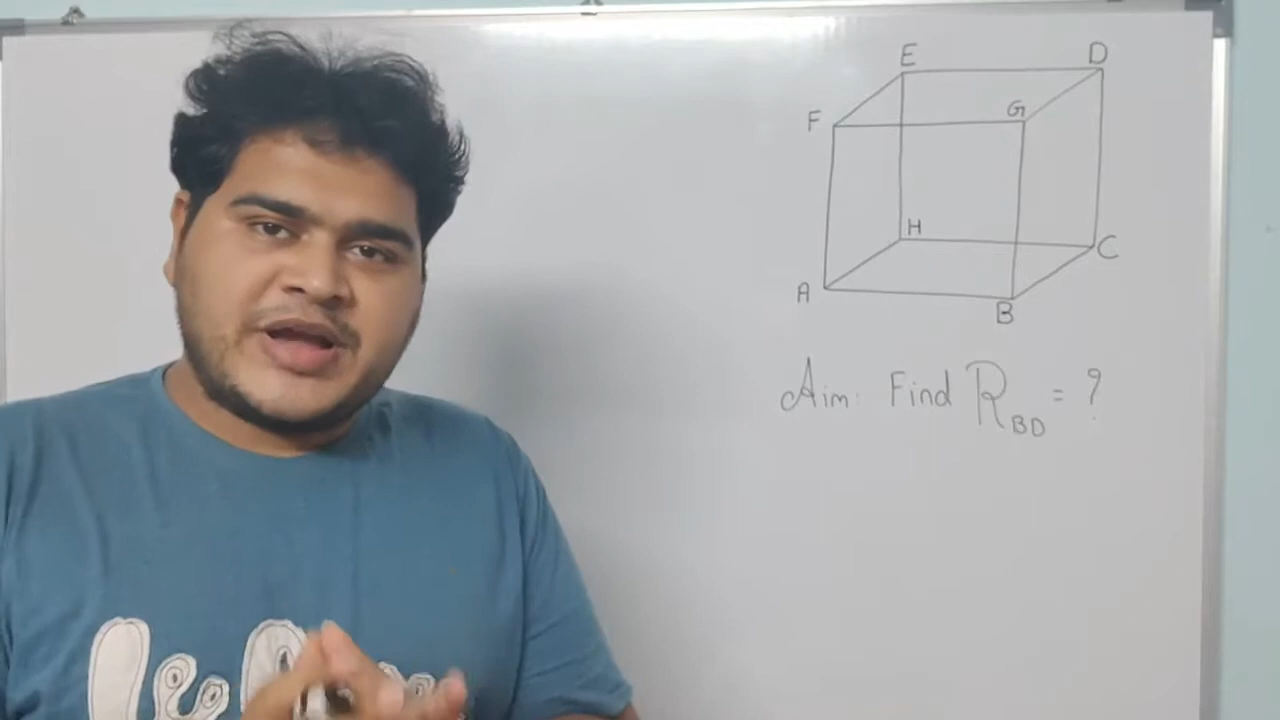 E D
F G
H
C
A B
Aim: Find R_BD = ?